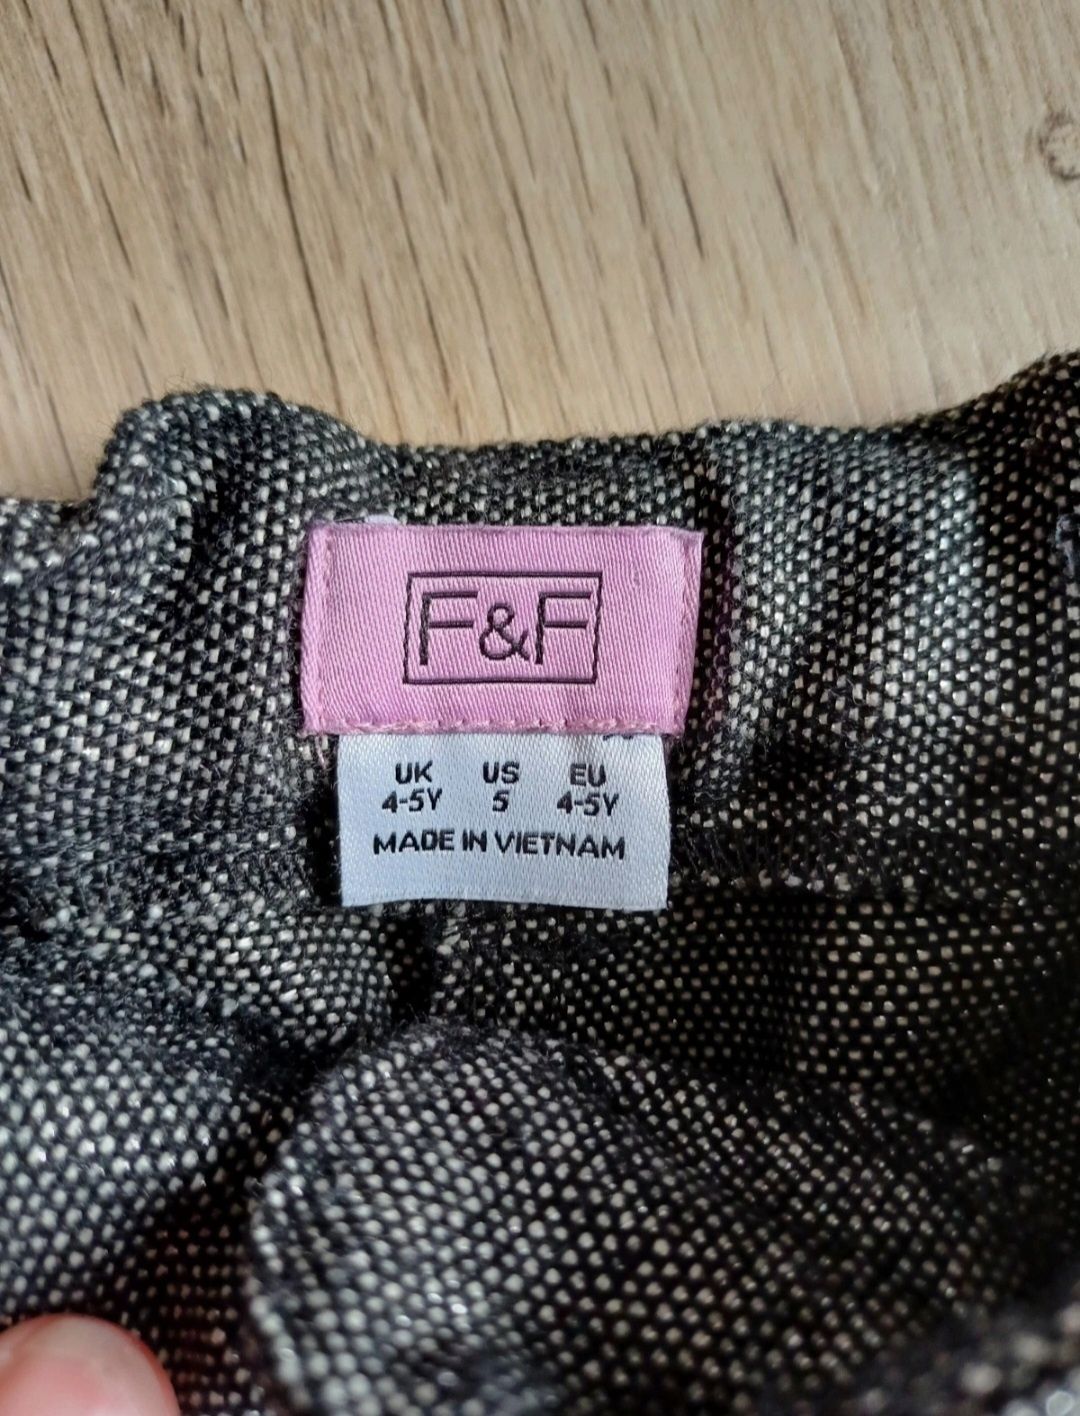 F&F
UK US EU
4-5Y 5 4-5Y
MADE IN VIETNAM